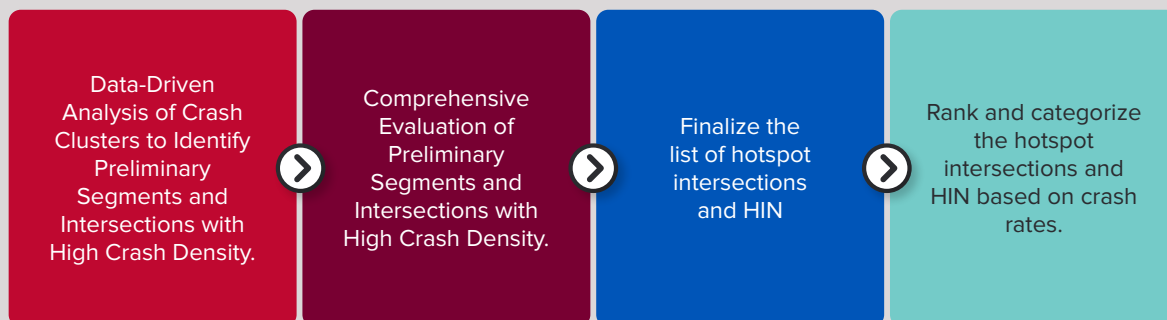 Data-Driven
Analysis of Crash
Clusters to Identify
Preliminary
Segments and
Intersections with
High Crash Density.
Comprehensive
Evaluation of
Preliminary
Segments and
Intersections with
High Crash Density.
Finalize the
list of hotspot
intersections
and HIN
Rank and categorize
the hotspot
intersections and
HIN based on crash
rates.